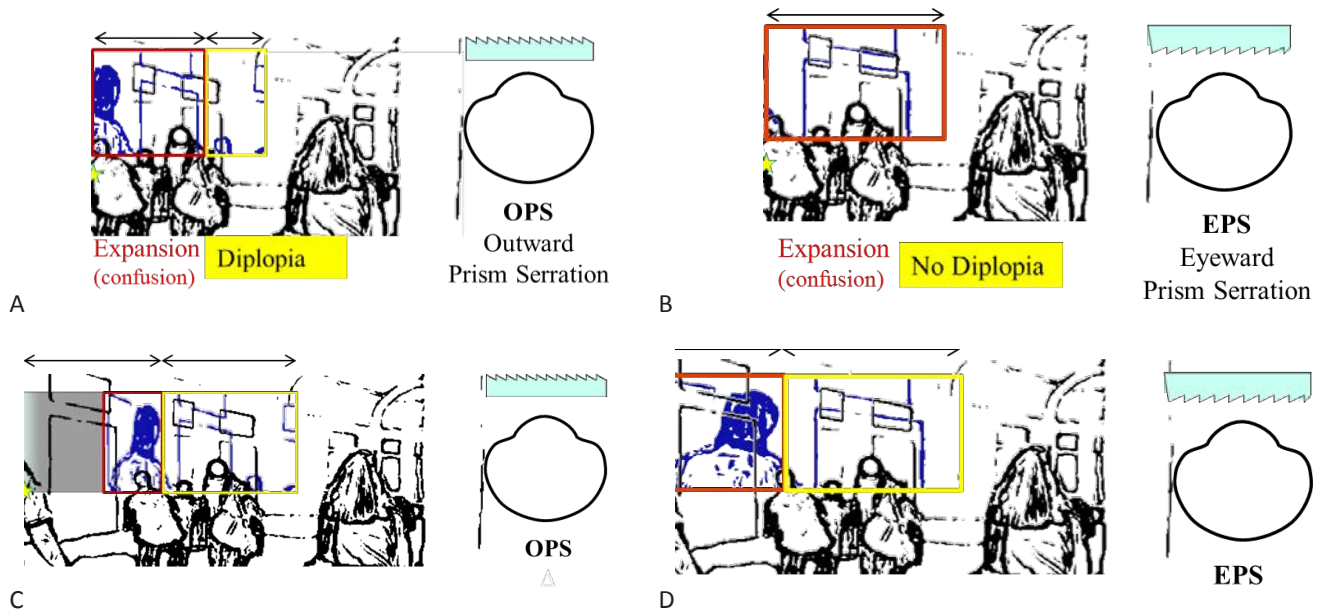 Expansion
(confusion)
Diplopia
OPS
Outward
Prism Serration
A
Expansion
(confusion)
No Diplopia
EPS
Eyeward
Prism Serration
B
OPS
C
EPS
D